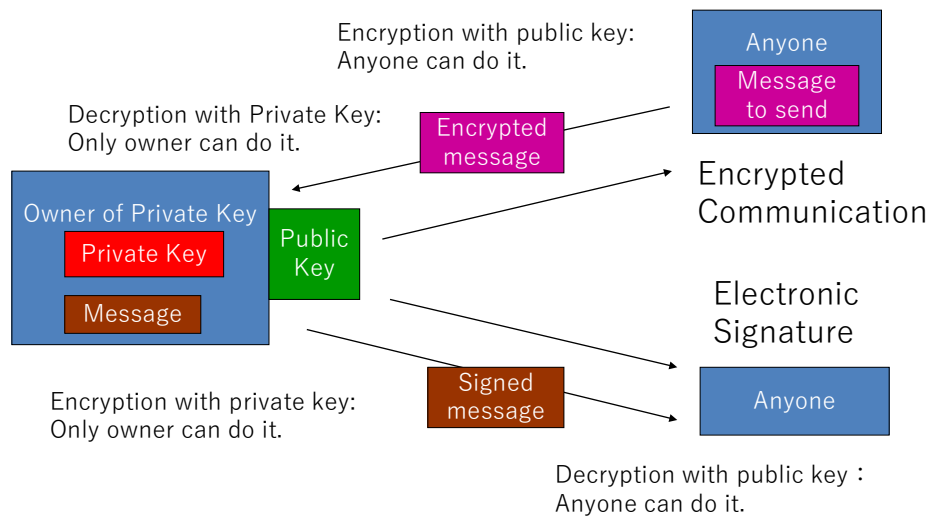 Encryption with public key:
Anyone can do it.
Anyone
Message
to send
Decryption with Private Key:
Only owner can do it.
Encrypted
message
Encrypted
Communication
Owner of Private Key
Private Key
Message
Public
Key
Electronic
Signature
Signed
message
Anyone
Encryption with private key:
Only owner can do it.
Decryption with public key：
Anyone can do it.